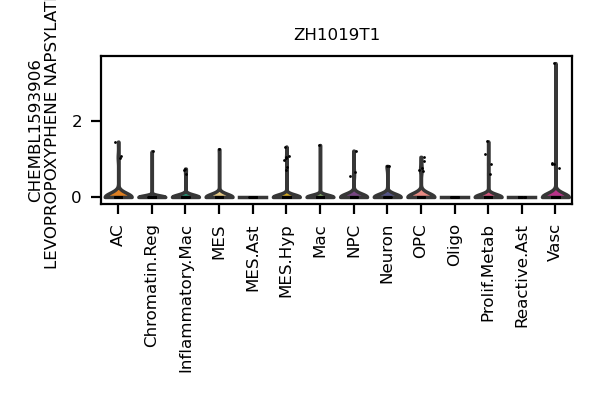 ZH1019T1
CHEMBL1593906
LEVOPROPOXYPHENE NAPSYLAT
2
0
AC
Chromatin.Reg
Inflammatory.Mac
MES
MES.Ast
MES.Hyp
Mac
NPC
Neuron
OPC
Oligo
Prolif.Metab
Reactive.Ast
Vasc